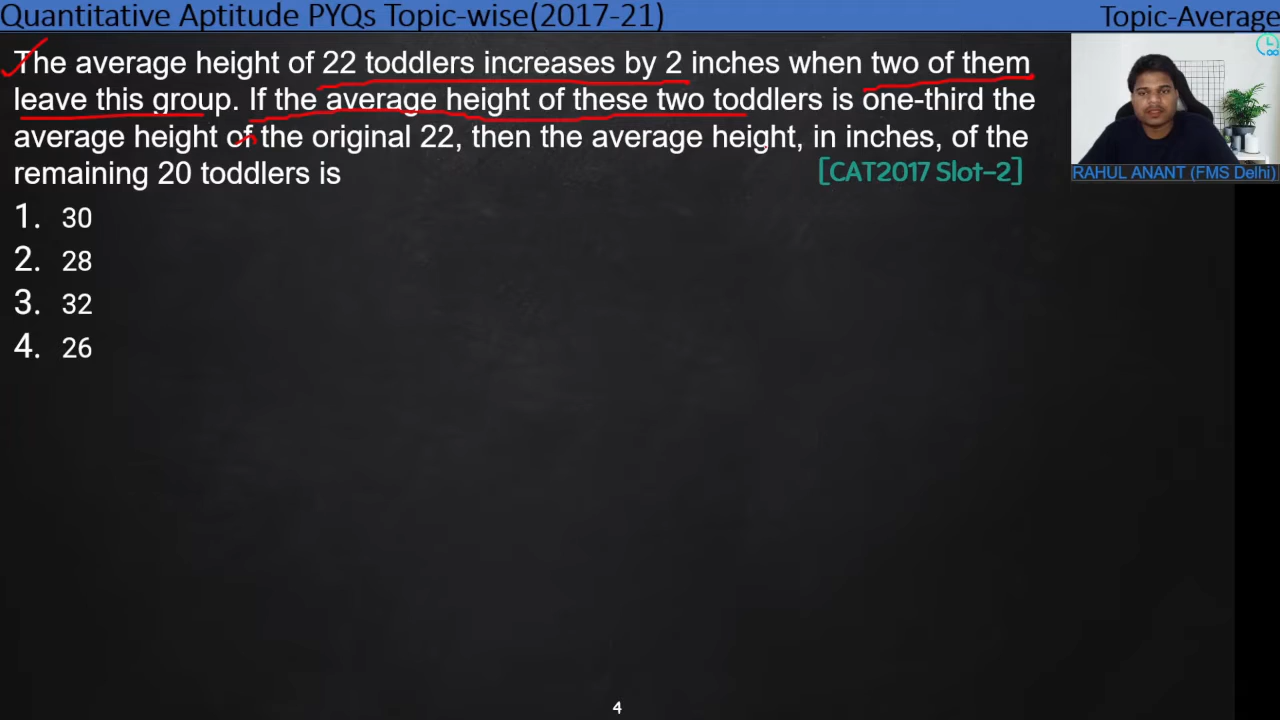 Quantitative Aptitude PYQs Topic-wise(2017-21)
Topic-Average
The average height of 22 toddlers increases by 2 inches when two of them
leave this group. If the average height of these two toddlers is one-third the
average height of the original 22, then the average height, in inches, of the
remaining 20 toddlers is
[CAT2017 Slot-2]
RAHUL ANANT (FMS Delhi)
1. 30
2. 28
3. 32
4. 26
4